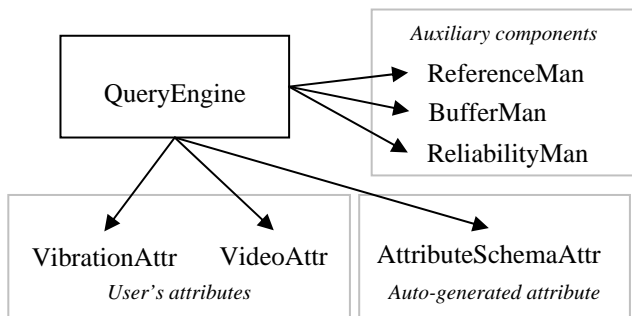 Auxiliary components
QueryEngine
ReferenceMan
BufferMan
ReliabilityMan
VibrationAttr VideoAttr
User's attributes
AttributeSchemaAttr
Auto-generated attribute